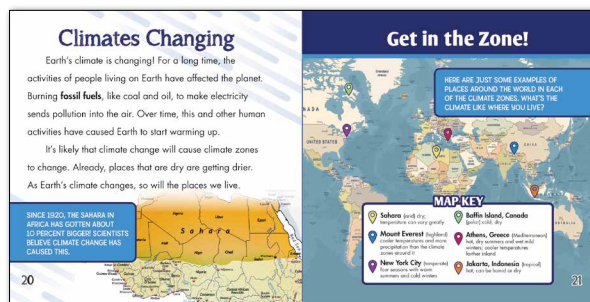 Climates Changing
Earth's climate is changing! For a long time, the
activities of people living on Earth have affected the planet.
Burning fossil fuels, like coal and oil, to make electricity
sends pollution into the air. Over time, this and other human
activities have caused Earth to start warming up.
It's likely that climate change will cause climate zones
to change. Already, places that are dry are getting drier.
As Earth's climate changes, so will the places we live.
SINCE 1920, THE SAHARA IN
AFRICA HAS GOTTEN ABOUT
10 PERCENT BIGGER! SCIENTISTS
BELIEVE CLIMATE CHANGE HAS
CAUSED THIS.
Sahara
20
Get in the Zone!
HERE ARE JUST SOME EXAMPLES OF
PLACES AROUND THE WORLD IN EACH
OF THE CLIMATE ZONES. WHAT'S THE
CLIMATE LIKE WHERE YOU LIVE?
UNITED STATES
CHINA
MAP KEY
Sahara (arid) dry;
temperature can vary greatly
Mount Everest (highland)
cooler temperatures and more
precipitation than the climate
zones around it
New York City (temperate)
four seasons with warm
summers and cold winters
Baffin Island, Canada
(polar) cold; dry
Athens, Greece (Mediterranean)
hot, dry summers and wet mild
winters; cooler temperatures
farther inland
Jakarta, Indonesia (tropical)
hot; can be humid or dry
21